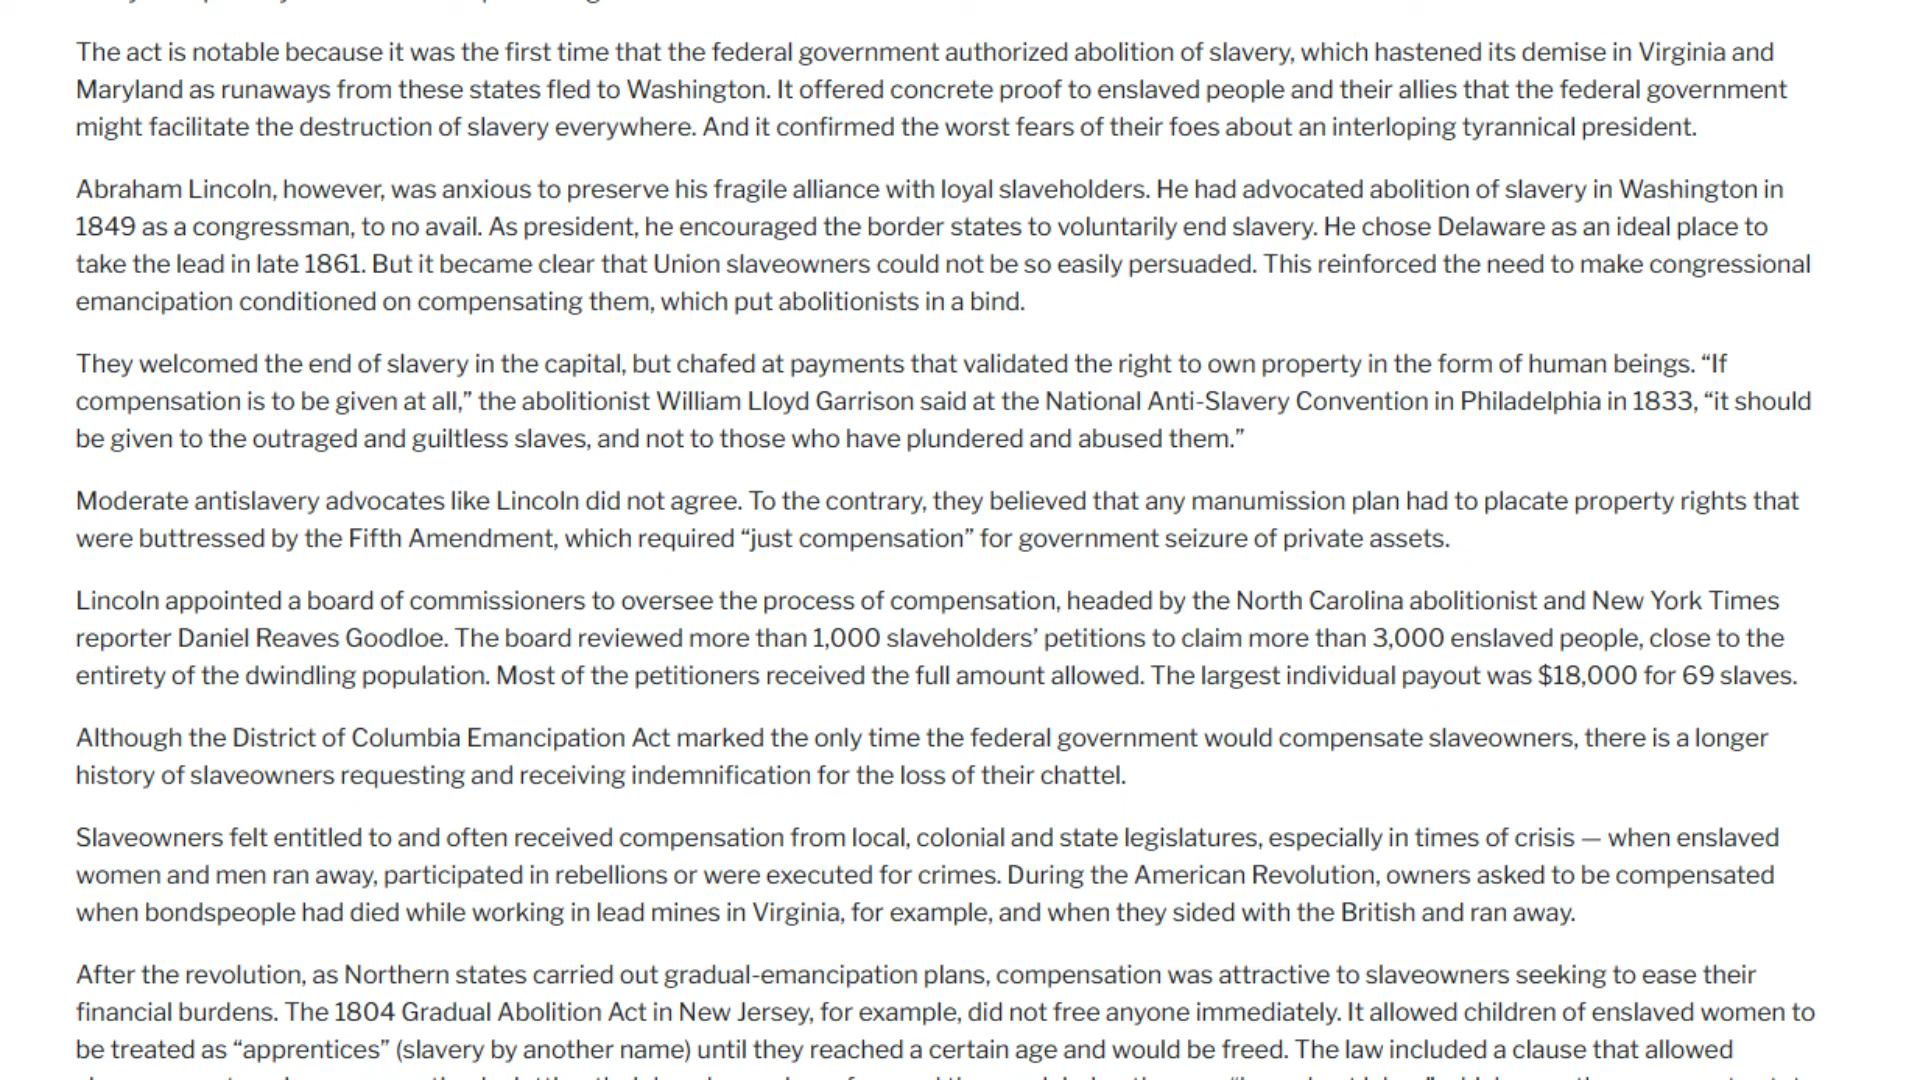 The act is notable because it was the first time that the federal government authorized abolition of slavery, which hastened its demise in Virginia and
Maryland as runaways from these states fled to Washington. It offered concrete proof to enslaved people and their allies that the federal government
might facilitate the destruction of slavery everywhere. And it confirmed the worst fears of their foes about an interloping tyrannical president.
Abraham Lincoln, however, was anxious to preserve his fragile alliance with loyal slaveholders. He had advocated abolition of slavery in Washington in
1849 as a congressman, to no avail. As president, he encouraged the border states to voluntarily end slavery. He chose Delaware as an ideal place to
take the lead in late 1861. But it became clear that Union slaveowners could not be so easily persuaded. This reinforced the need to make congressional
emancipation conditioned on compensating them, which put abolitionists in a bind.
They welcomed the end of slavery in the capital, but chafed at payments that validated the right to own property in the form of human beings. “If
compensation is to be given at all,” the abolitionist William Lloyd Garrison said at the National Anti-Slavery Convention in Philadelphia in 1833, “it should
be given to the outraged and guiltless slaves, and not to those who have plundered and abused them.”
Moderate antislavery advocates like Lincoln did not agree. To the contrary, they believed that any manumission plan had to placate property rights that
were buttressed by the Fifth Amendment, which required “just compensation” for government seizure of private assets.
Lincoln appointed a board of commissioners to oversee the process of compensation, headed by the North Carolina abolitionist and New York Times
reporter Daniel Reaves Goodloe. The board reviewed more than 1,000 slaveholders’ petitions to claim more than 3,000 enslaved people, close to the
entirety of the dwindling population. Most of the petitioners received the full amount allowed. The largest individual payout was $18,000 for 69 slaves.
Although the District of Columbia Emancipation Act marked the only time the federal government would compensate slaveowners, there is a longer
history of slaveowners requesting and receiving indemnification for the loss of their chattel.
Slaveowners felt entitled to and often received compensation from local, colonial and state legislatures, especially in times of crisis — when enslaved
women and men ran away, participated in rebellions or were executed for crimes. During the American Revolution, owners asked to be compensated
when bondspeople had died while working in lead mines in Virginia, for example, and when they sided with the British and ran away.
After the revolution, as Northern states carried out gradual-emancipation plans, compensation was attractive to slaveowners seeking to ease their
financial burdens. The 1804 Gradual Abolition Act in New Jersey, for example, did not free anyone immediately. It allowed children of enslaved women to
be treated as “apprentices” (slavery by another name) until they reached a certain age and would be freed. The law included a clause that allowed